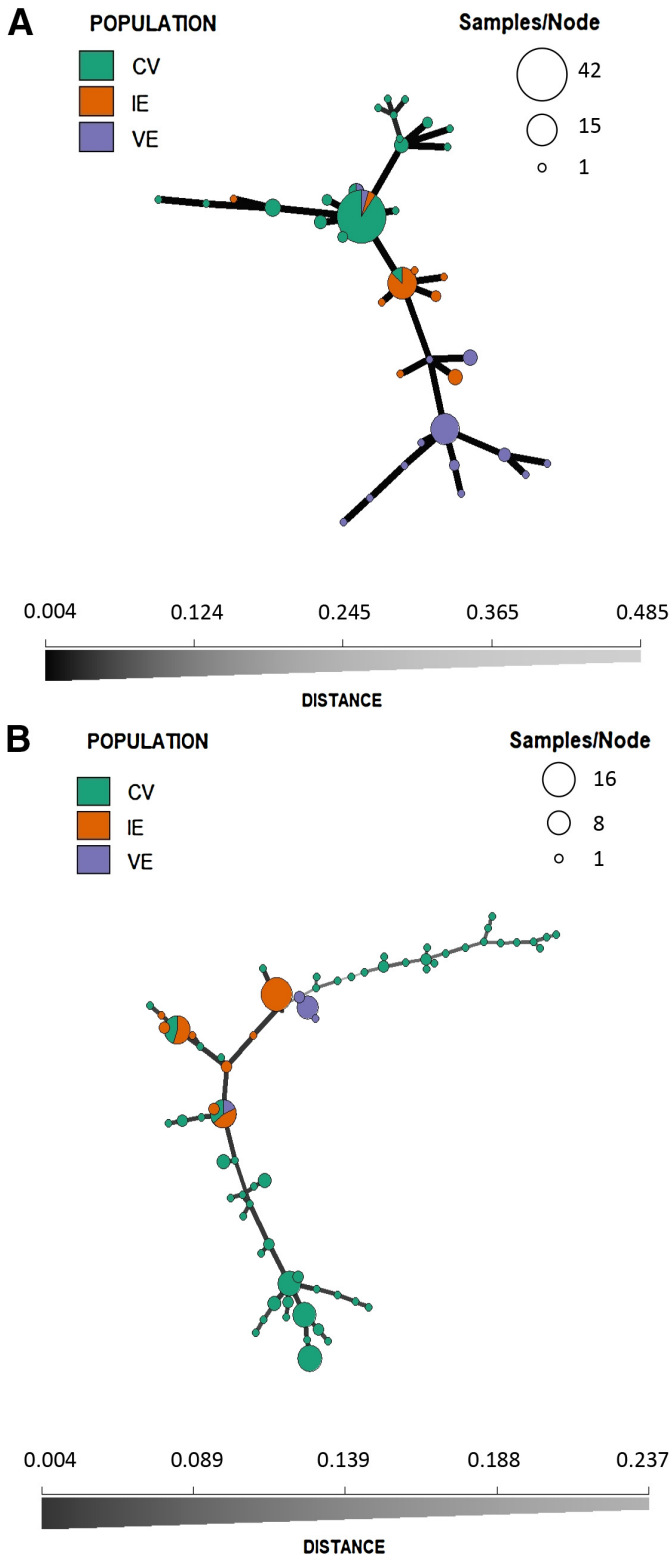 A
POPULATION
CV
IE
VE
Samples/Node
42
15
1
0.004 0.124 0.245 0.365 0.485
DISTANCE
B
POPULATION
CV
IE
VE
Samples/Node
16
8
1
0.004 0.089 0.139 0.188 0.237
DISTANCE